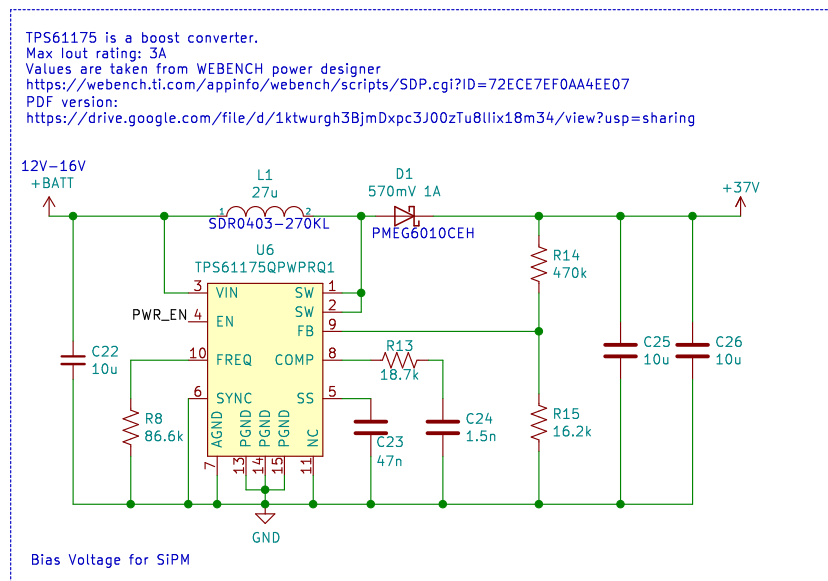 TPS61175 is a boost converter.
Max Iout rating: 3A
Values are taken from WEBENCH power designer
https://webench.ti.com/appinfo/webench/scripts/SDP.cgi?ID=72ECE7EF0AA4EE07
PDF version:
https://drive.google.com/file/d/1ktwurgh3BjmDxpc3J00zTu8lIix18m34/view?usp=sharing
12V-16V
+BATT
L1
27u
1
2
SDR0403-270KL
D1
570mV 1A
PMEG6010CEH
+37V
U6
TPS61175QPWPRQ1
3
VIN
SW
1
SW
2
PWR_EN
4
EN
FB
9
10
FREQ
COMP
8
6
SYNC
SS
5
AGND
PGND
PGND
PGND
NC
7
13
14
15
11
R14
470k
R13
18.7k
C22
10u
R8
86.6k
C23
47n
C24
1.5n
R15
16.2k
C25
10u
C26
10u
GND
Bias Voltage for SiPM